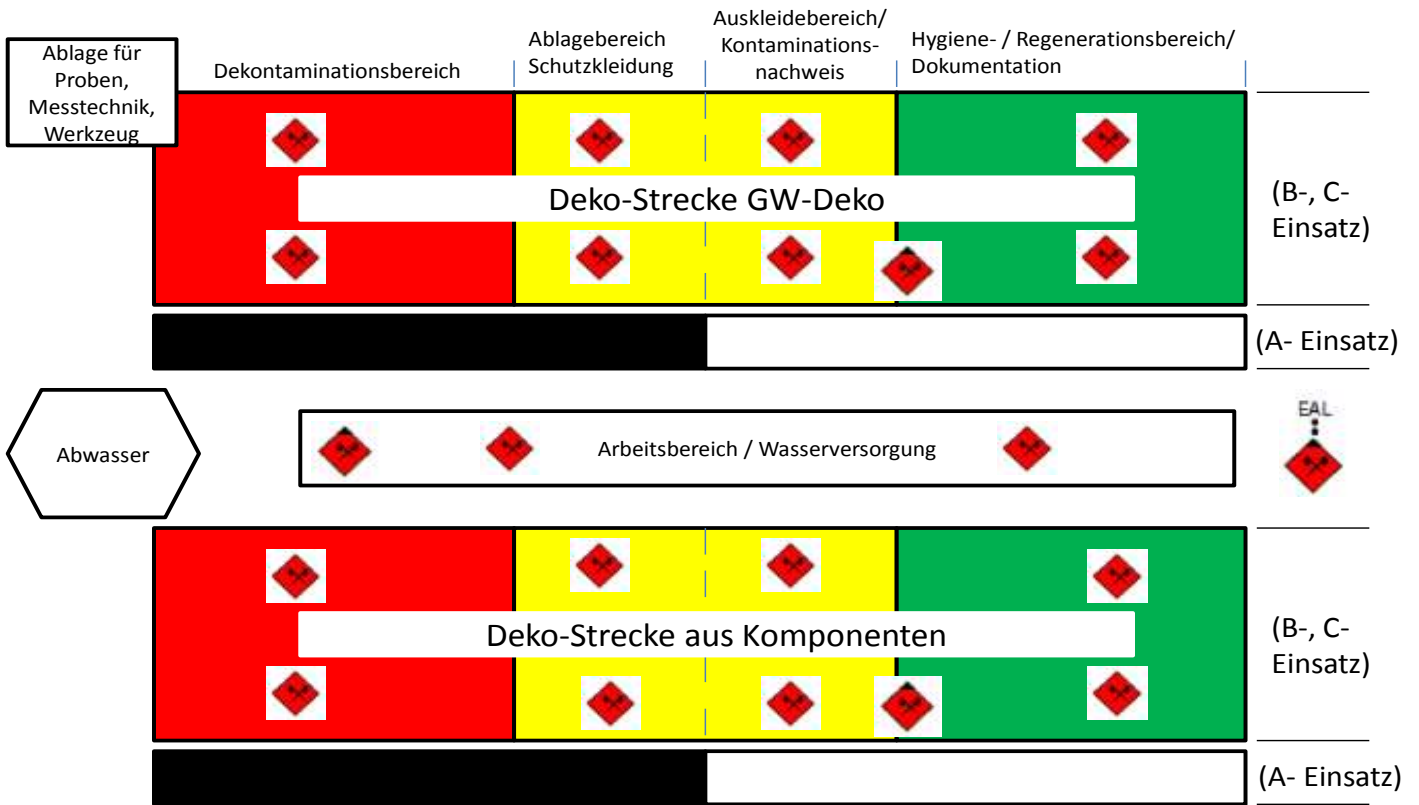 Ablage für
Proben,
Messtechnik,
Werkzeug
Dekontaminationsbereich
Ablagebereich
Schutzkleidung
Auskleidebereich/
Kontaminations-
nachweis
Hygiene- / Regenerationsbereich/
Dokumentation
Deko-Strecke GW-Deko
(B-, C-
Einsatz)
(A- Einsatz)
Abwasser
Arbeitsbereich / Wasserversorgung
EAL
Deko-Strecke aus Komponenten
(B-, C-
Einsatz)
(A- Einsatz)